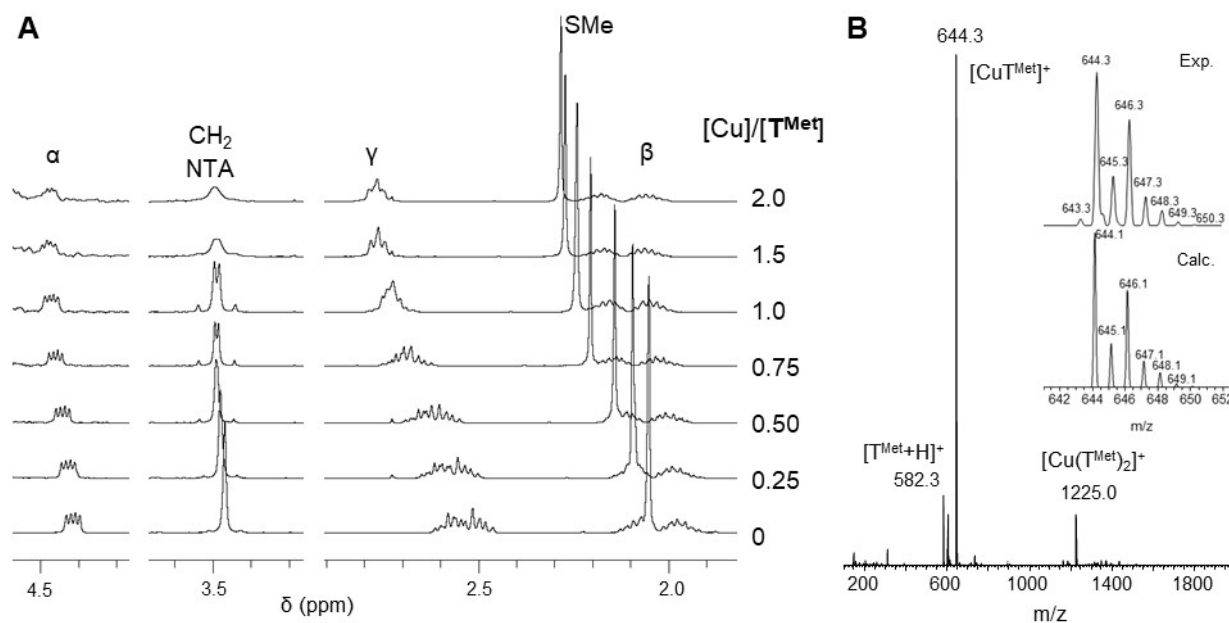 A
SMe
[Cu]/[T^Met]
α
CH₂
NTA
γ
β
2.0
1.5
1.0
0.75
0.50
0.25
0
4.5
3.5
2.5
2.0
δ (ppm)
B
644.3
[CuT^Met]⁺
Exp.
644.3
646.3
645.3
647.3
643.3
648.3
649.3
650.3
644.1
Calc.
646.1
645.1
647.1
648.1
649.1
642 644 646 648 650 652
m/z
[T^Met+H]⁺
582.3
[Cu(T^Met)₂]⁺
1225.0
200 600 1000 1400 1800
m/z